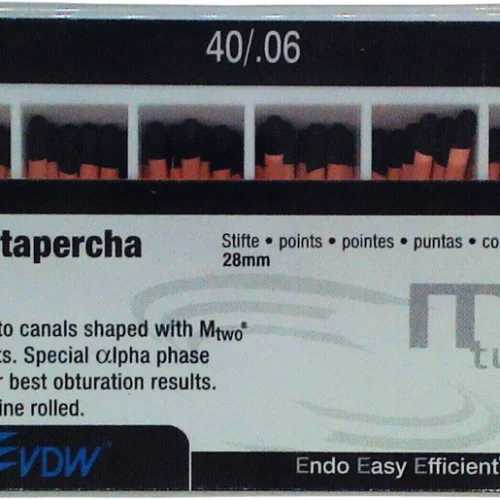 40/.06
tapercha
Stifte • points • pointes • puntas • co
28mm
to canals shaped with Mtwo®
ts. Special αlpha phase
r best obturation results.
ine rolled.
VDW™
Endo Easy Efficient